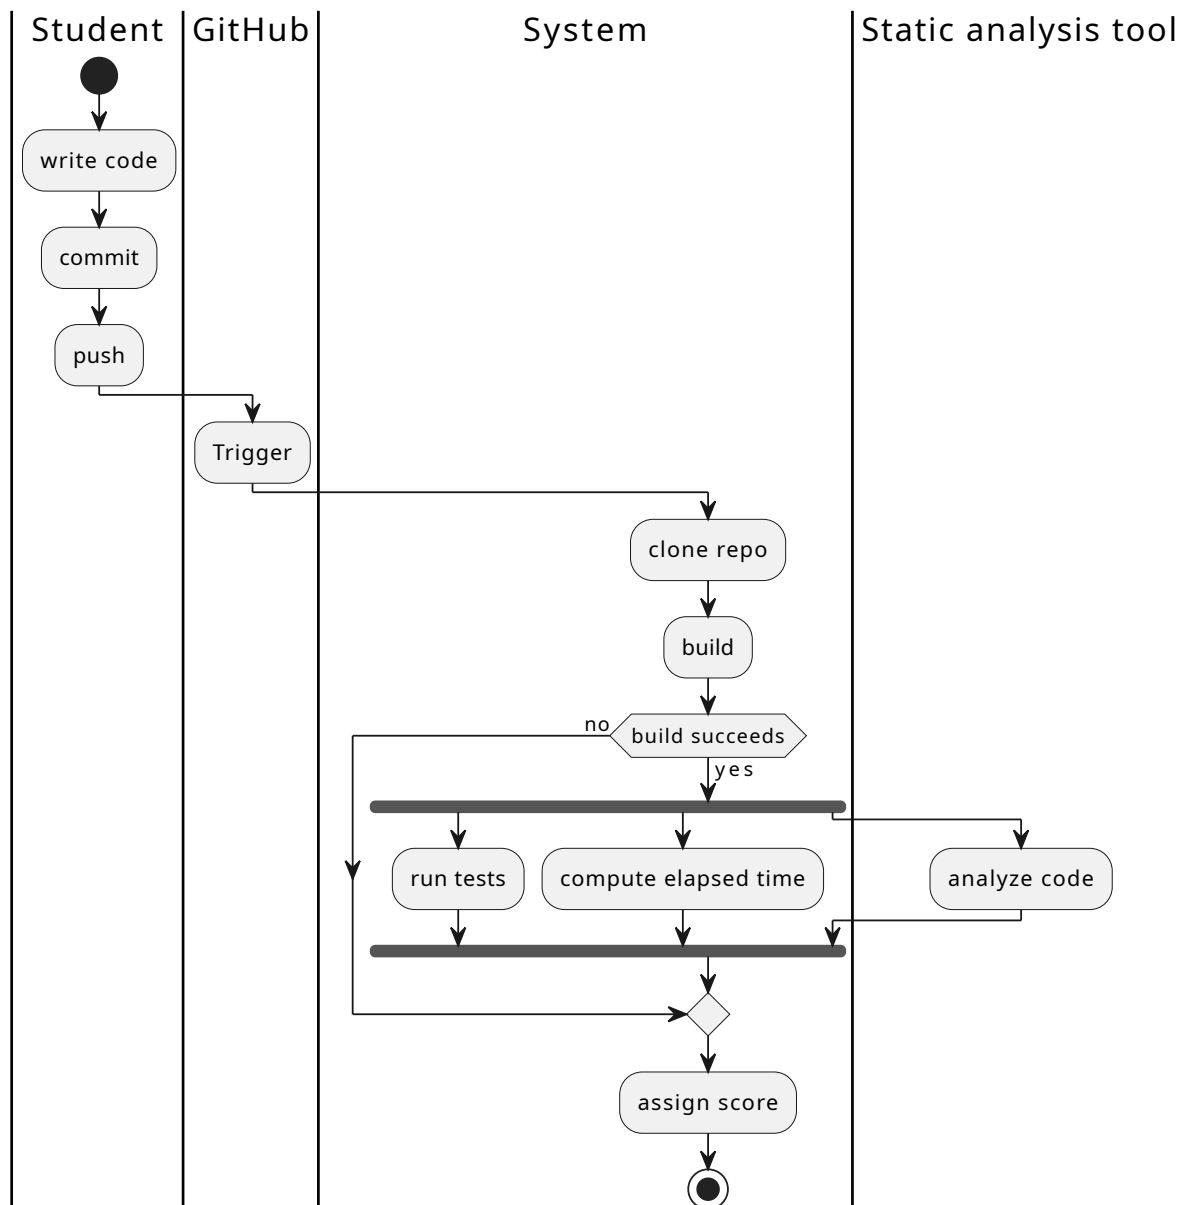 Student
GitHub
System
Static analysis tool
write code
commit
push
Trigger
clone repo
build
no
build succeeds
yes
run tests
compute elapsed time
analyze code
assign score